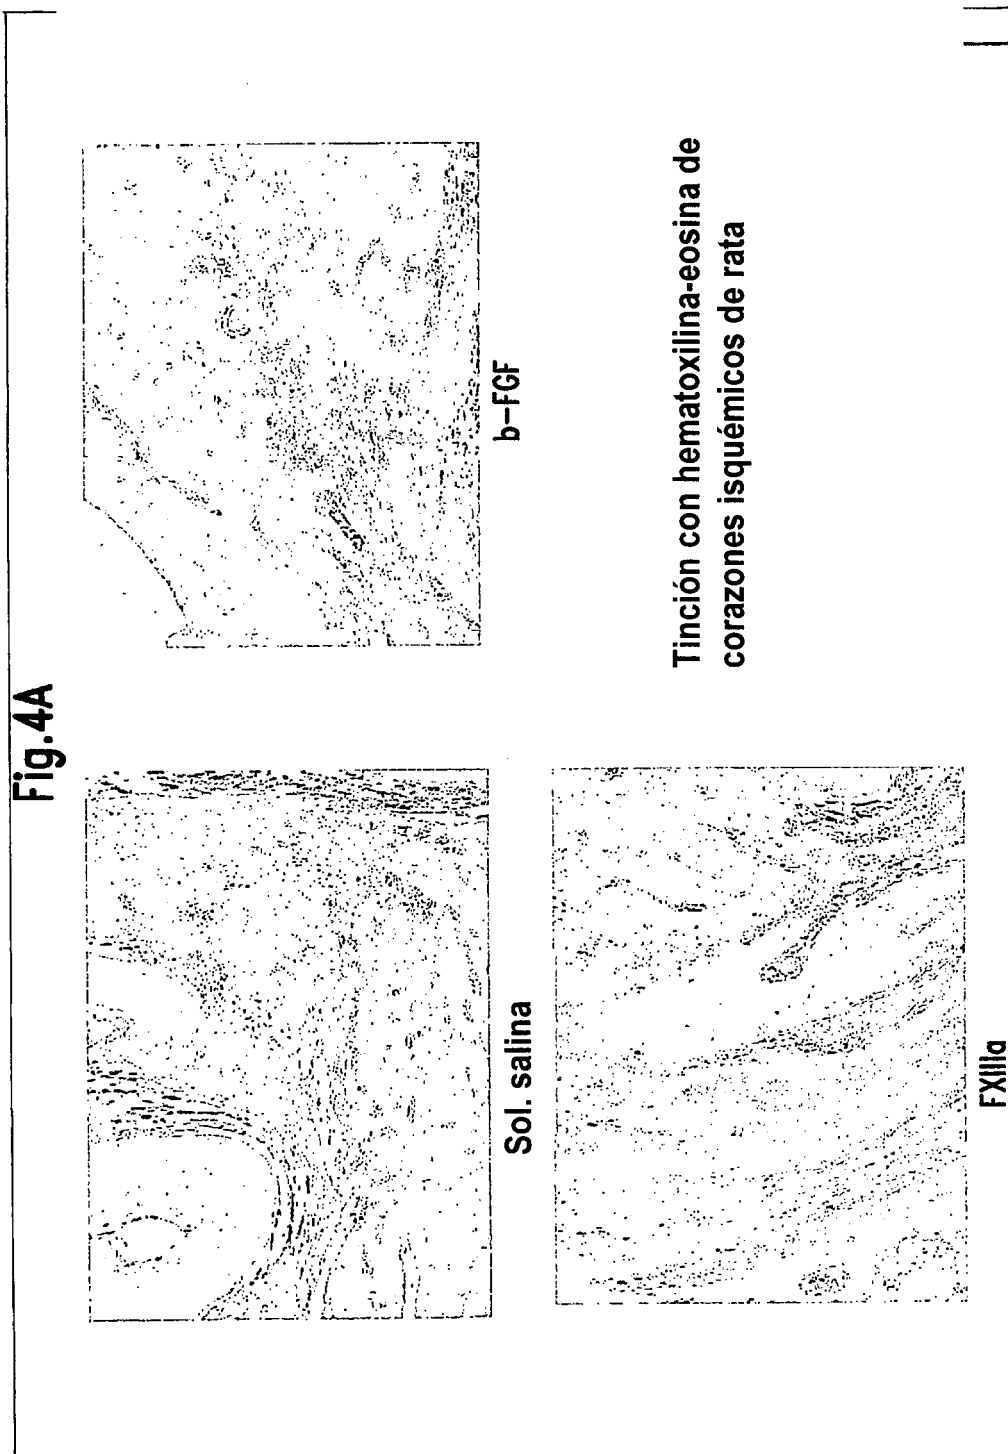 Fig.4A
Sol. salina
b-FGF
FXIIIa
Tinción con hematoxilina-eosina de
corazones isquémicos de rata